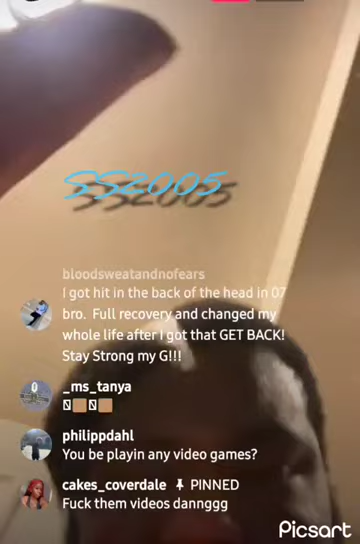 SS2005
bloodsweatandnofears
I got hit in the back of the head in 07
bro. Full recovery and changed my
whole life after I got that GET BACK!
Stay Strong my G!!!
_ms_tanya
philippdahl
You be playin any video games?
cakes_coverdale PINNED
Fuck them videos dannggg
Picsart